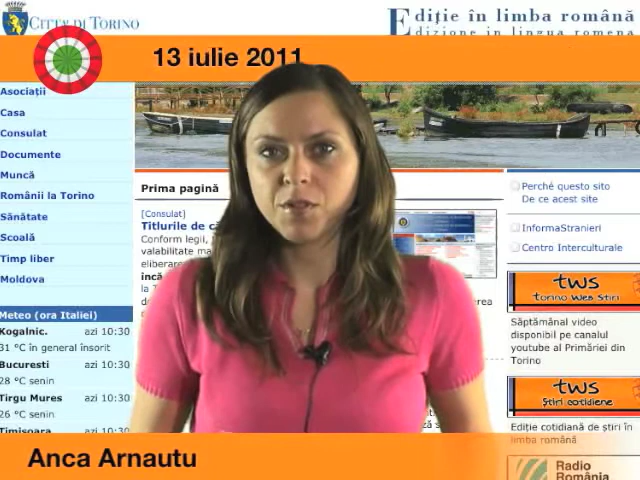 CITTÀ DI TORINO
Ediție în limba română
Edizione in lingua romena
13 iulie 2011
Asociații
Casa
Consulat
Documente
Muncă
Românii la Torino
Sănătate
Scoală
Timp liber
Moldova
Meteo (ora Italiei)
Kogalnic. azi 10:30
31 °C în general însorit
Bucuresti azi 10:30
28 °C senin
Tirgu Mures azi 10:30
26 °C senin
Timisoara
Prima pagină
[Consulat]
Titlurile de
Conform legii,
valabilitate
eliberare
încă
la
Perché questo sito
De ce acest site
InformaStranieri
Centro Interculturale
tws
Torino Web Stiri
Săptămânal video
disponibil pe canalul
youtube al Primăriei din
Torino
tws
Știri cotidiene
Ediție cotidiană de știri în
limba română
Radio
România
Anca Arnautu